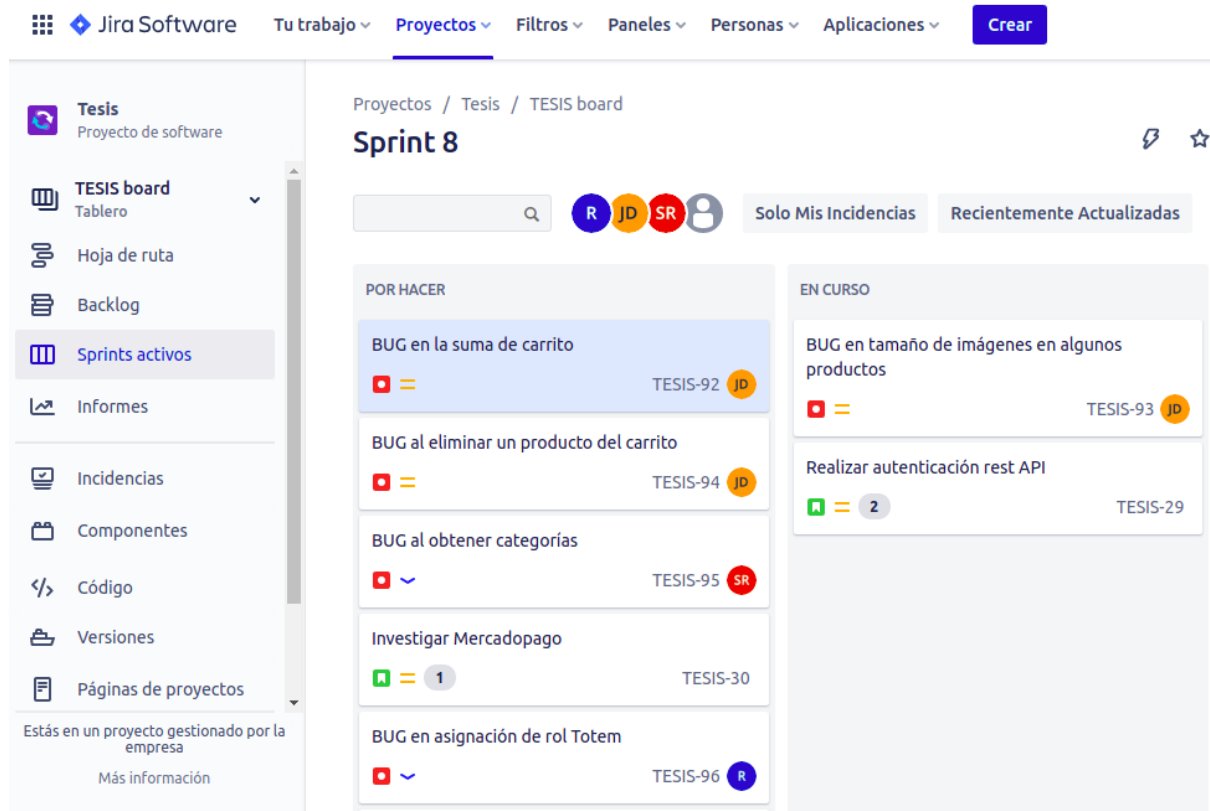 Jira Software
Tu trabajo
Proyectos
Filtros
Paneles
Personas
Aplicaciones
Crear
Tesis
Proyecto de software
TESIS board
Tablero
Hoja de ruta
Backlog
Sprints activos
Informes
Incidencias
Componentes
Código
Versiones
Páginas de proyectos
Estás en un proyecto gestionado por la
empresa
Más información
Proyectos / Tesis / TESIS board
Sprint 8
R JD SR
Solo Mis Incidencias
Recientemente Actualizadas
POR HACER
BUG en la suma de carrito
TESIS-92 JD
BUG al eliminar un producto del carrito
TESIS-94 JD
BUG al obtener categorías
TESIS-95 SR
Investigar Mercadopago
1 TESIS-30
BUG en asignación de rol Totem
TESIS-96 R
EN CURSO
BUG en tamaño de imágenes en algunos
productos
TESIS-93 JD
Realizar autenticación rest API
2 TESIS-29